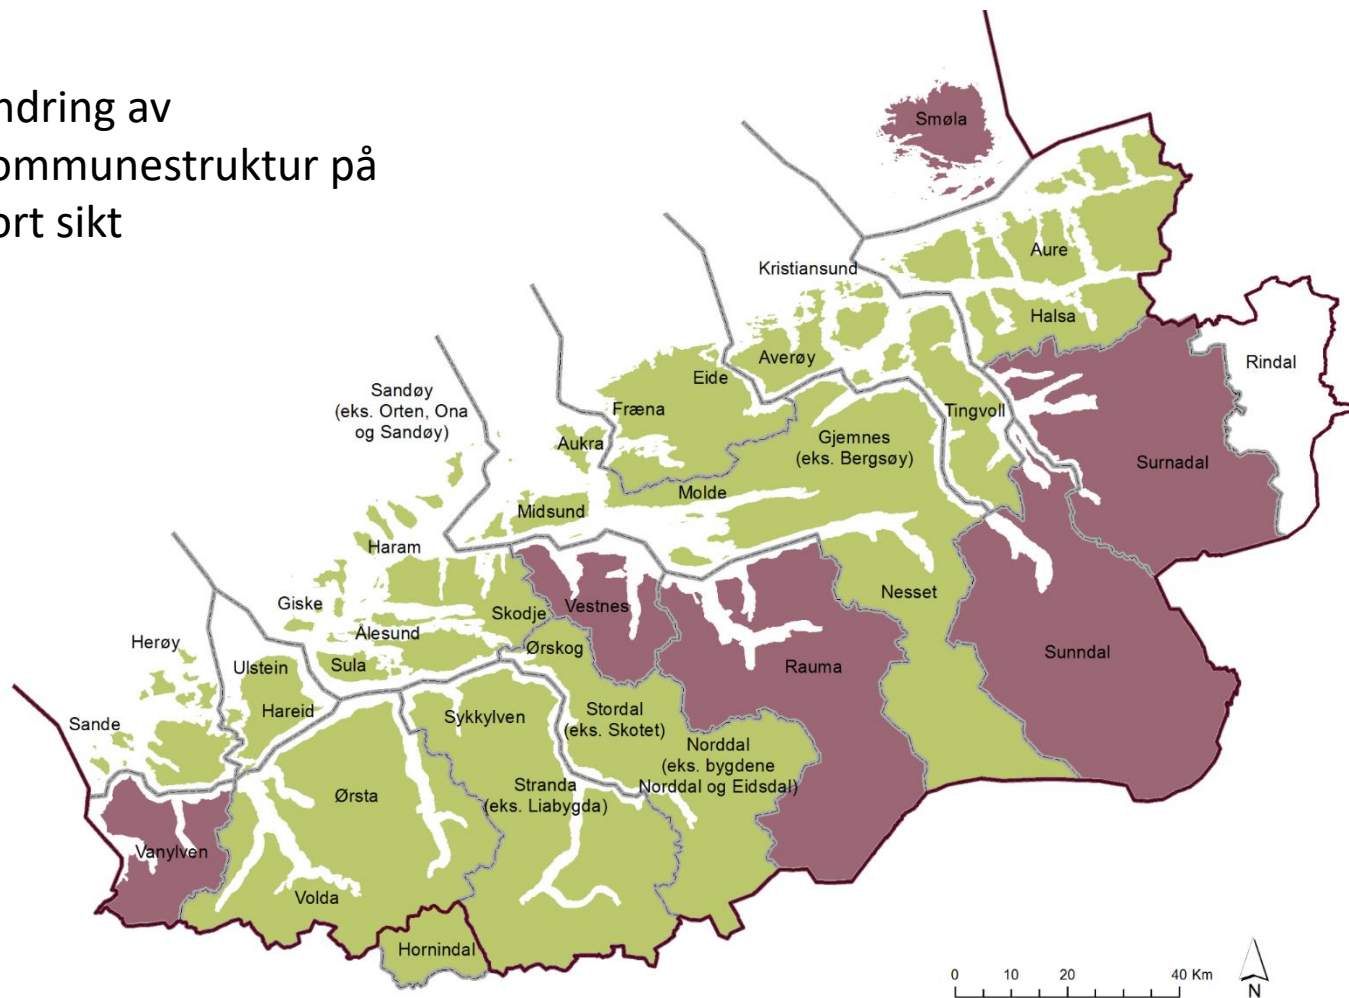 ndring av
ommunestruktur på
ort sikt
Smøla
Kristiansund
Aure
Halsa
Rindal
Averøy
Eide
Sandøy
(eks. Orten, Ona
og Sandøy)
Fræna
Tingvoll
Aukra
Gjemnes
(eks. Bergsøy)
Surnadal
Molde
Midsund
Haram
Nesset
Giske
Skodje
Vestnes
Ålesund
Herøy
Ørskog
Sunndal
Ulstein
Sula
Rauma
Hareid
Sykkylven
Stordal
(eks. Skotet)
Sande
Norddal
(eks. bygdene
Norddal og Eidsdal)
Stranda
(eks. Liabygda)
Ørsta
Vanylven
Volda
Hornindal
0 10 20 40 Km
N